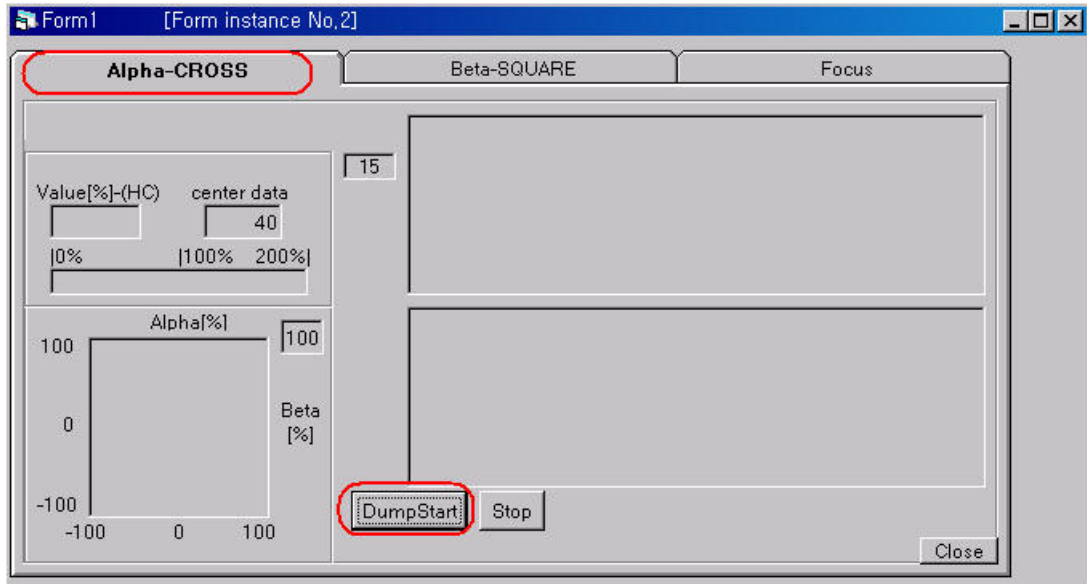 Form1 [Form instance No,2]
Alpha-CROSS Beta-SQUARE Focus
15
Value[%]-(HC) center data
40
|0% |100% 200%|
Alpha[%]
100
100
0
Beta
[%]
-100
-100 0 100
DumpStart Stop
Close